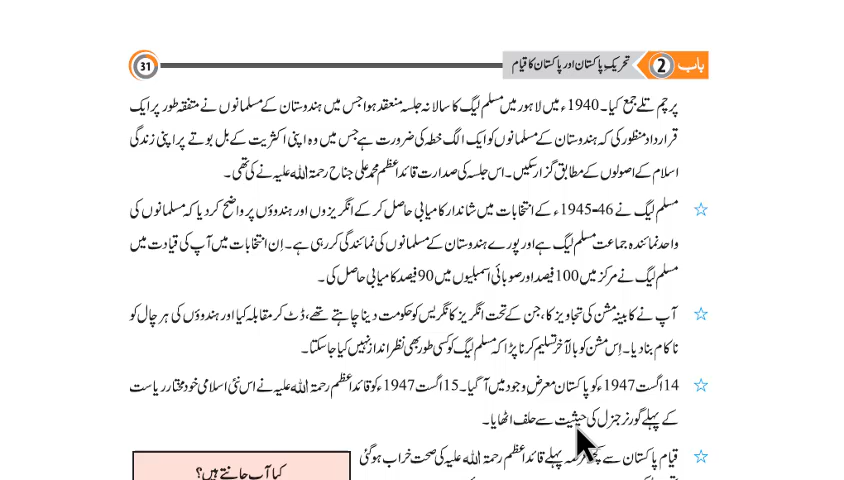 باب 2 تحریکِ پاکستان اور پاکستان کا قیام 31
پرچم تلے جمع کیا۔ 1940ء میں لاہور میں مسلم لیگ کا سالانہ جلسہ منعقد ہوا جس میں ہندوستان کے مسلمانوں نے متفقہ طور پر ایک
قرارداد منظور کی کہ ہندوستان کے مسلمانوں کو ایک الگ خطہ کی ضرورت ہے جس میں وہ اپنی اکثریت کے بل بوتے پر اپنی زندگی
اسلام کے اصولوں کے مطابق گزار سکیں۔ اس جلسہ کی صدارت قائداعظم محمد علی جناح رحمۃ اللہ علیہ نے کی تھی۔
☆ مسلم لیگ نے 46-1945ء کے انتخابات میں شاندار کامیابی حاصل کر کے انگریزوں اور ہندوؤں پر واضح کر دیا کہ مسلمانوں کی
واحد نمائندہ جماعت مسلم لیگ ہے اور پورے ہندوستان کے مسلمانوں کی نمائندگی کر رہی ہے۔ اِن انتخابات میں آپ کی قیادت میں
مسلم لیگ نے مرکز میں 100 فیصد اور صوبائی اسمبلیوں میں 90 فیصد کامیابی حاصل کی۔
☆ آپ نے کابینہ مشن کی تجاویز کا، جن کے تحت انگریز کانگریس کو حکومت دینا چاہتے تھے، ڈٹ کر مقابلہ کیا اور ہندوؤں کی ہر چال کو
ناکام بنا دیا۔ اِس مشن کو بالآخر تسلیم کرنا پڑا کہ مسلم لیگ کو کسی طور بھی نظر انداز نہیں کیا جا سکتا۔
☆ 14 اگست 1947ء کو پاکستان معرضِ وجود میں آ گیا۔ 15 اگست 1947ء کو قائداعظم رحمۃ اللہ علیہ نے اس نئی اسلامی خود مختار ریاست
کے پہلے گورنر جنرل کی حیثیت سے حلف اٹھایا۔
☆ قیام پاکستان سے کچھ پہلے قائداعظم رحمۃ اللہ علیہ کی صحت خراب ہو گئی
کیا آپ جانتے ہیں؟